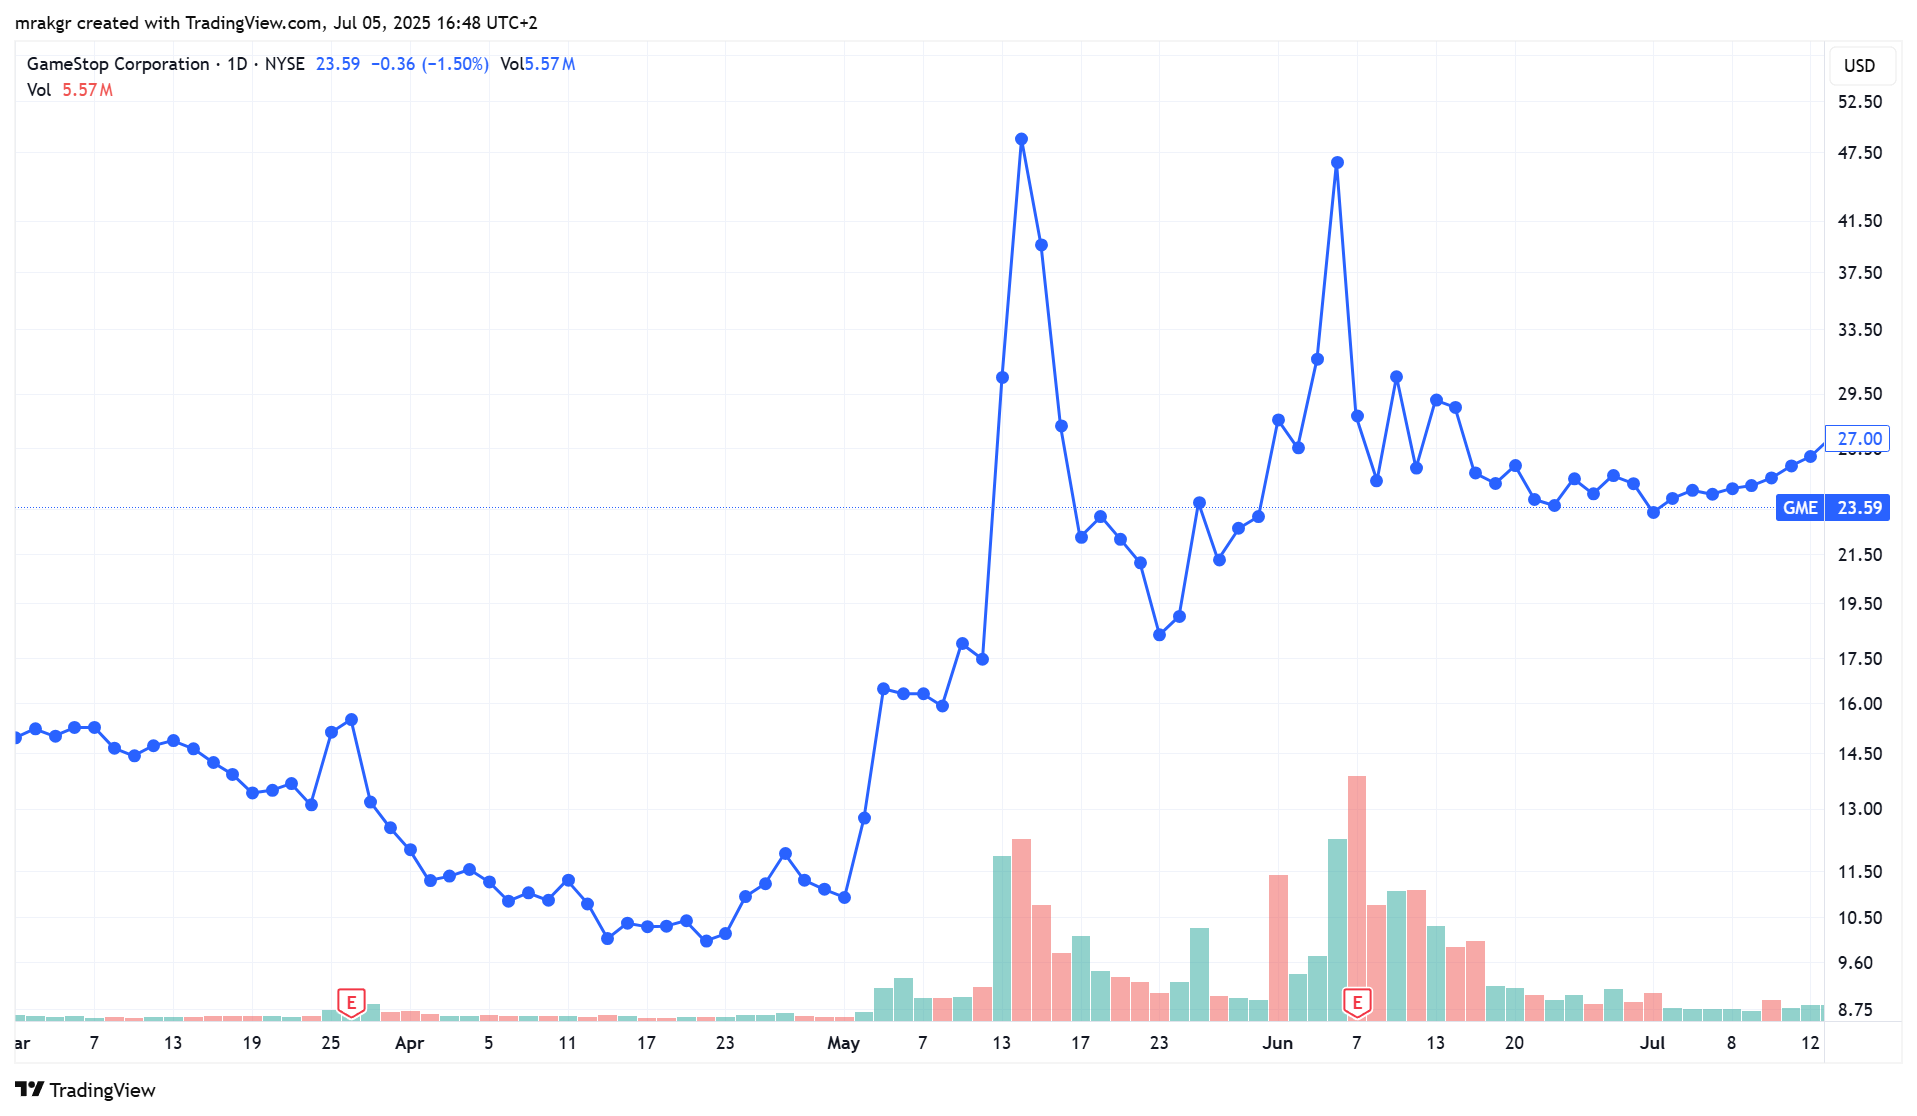 mrakgr created with TradingView.com, Jul 05, 2025 16:48 UTC+2
GameStop Corporation · 1D · NYSE 23.59 −0.36 (−1.50%) Vol5.57 M
Vol 5.57 M
USD
52.50
47.50
41.50
37.50
33.50
29.50
27.00
GME 23.59
21.50
19.50
17.50
16.00
14.50
13.00
11.50
10.50
9.60
8.75
E E
ar 7 13 19 25 Apr 5 11 17 23 May 7 13 17 23 Jun 7 13 20 Jul 8 12
TradingView